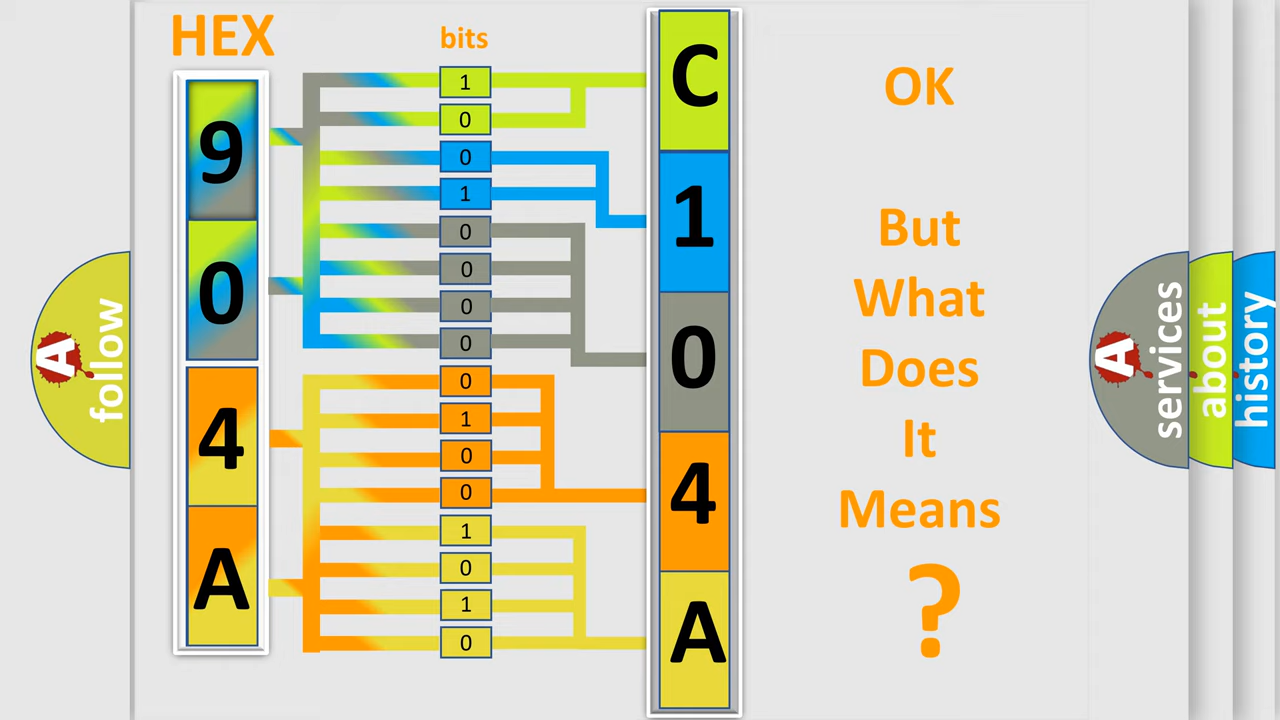 HEX
bits
9
0
4
A
1
0
0
1
0
0
0
0
0
1
0
0
1
0
1
0
C
1
0
4
A
OK
But
What
Does
It
Means
?
A
follow
A
services
about
history